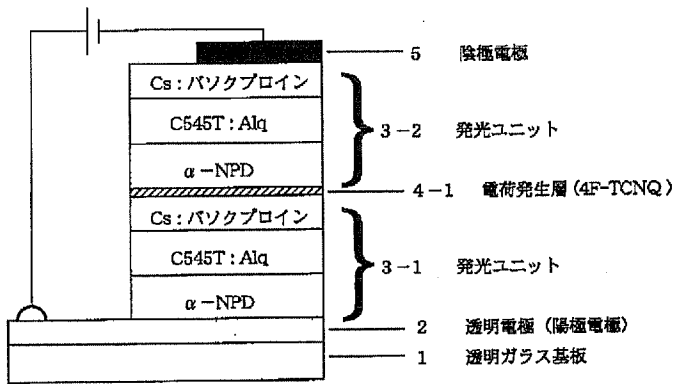 5 陰極電極
Cs：バソクプロイン
C545T：Alq
3－2 発光ユニット
α－NPD
4－1 電荷発生層(4F-TCNQ)
Cs：バソクプロイン
C545T：Alq
3－1 発光ユニット
α－NPD
2 透明電極（陽極電極）
1 透明ガラス基板